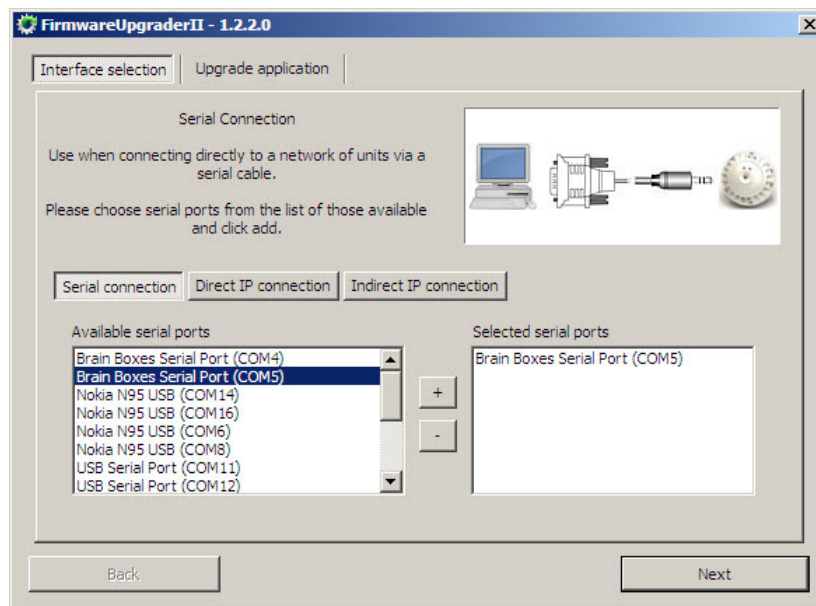 FirmwareUpgraderII - 1.2.2.0
Interface selection
Upgrade application
Serial Connection
Use when connecting directly to a network of units via a
serial cable.
Please choose serial ports from the list of those available
and click add.
Serial connection
Direct IP connection
Indirect IP connection
Available serial ports
Brain Boxes Serial Port (COM4)
Brain Boxes Serial Port (COM5)
Nokia N95 USB (COM14)
Nokia N95 USB (COM16)
Nokia N95 USB (COM6)
Nokia N95 USB (COM8)
USB Serial Port (COM11)
USB Serial Port (COM12)
+
-
Selected serial ports
Brain Boxes Serial Port (COM5)
Back
Next